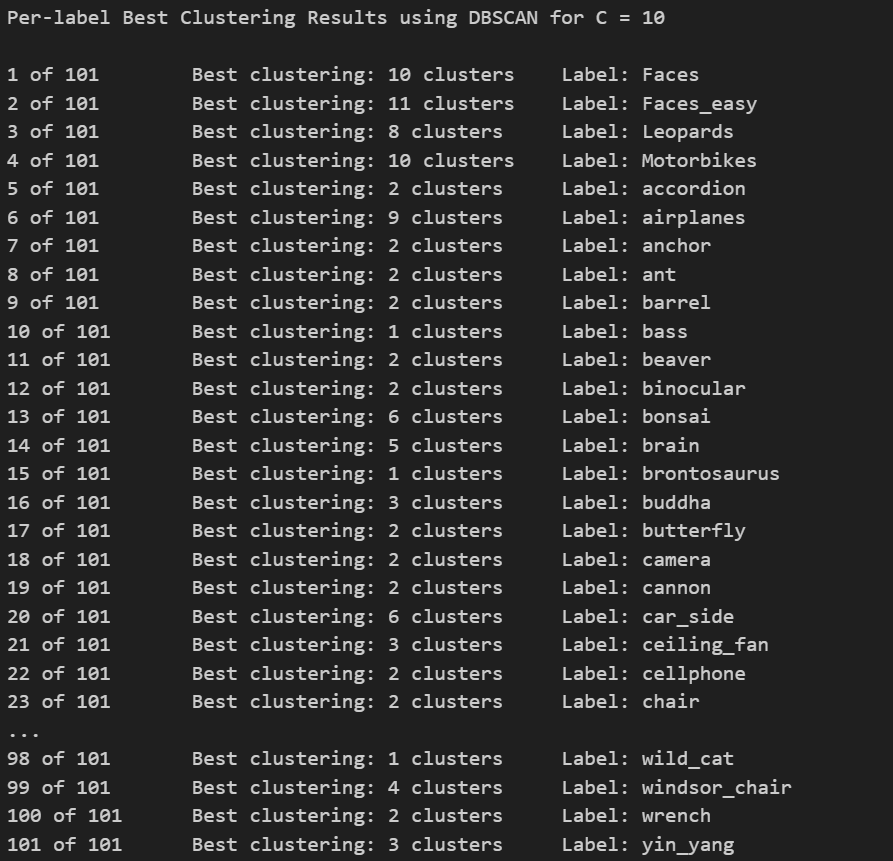 Per-label Best Clustering Results using DBSCAN for C = 10
1 of 101 Best clustering: 10 clusters Label: Faces
2 of 101 Best clustering: 11 clusters Label: Faces_easy
3 of 101 Best clustering: 8 clusters Label: Leopards
4 of 101 Best clustering: 10 clusters Label: Motorbikes
5 of 101 Best clustering: 2 clusters Label: accordion
6 of 101 Best clustering: 9 clusters Label: airplanes
7 of 101 Best clustering: 2 clusters Label: anchor
8 of 101 Best clustering: 2 clusters Label: ant
9 of 101 Best clustering: 2 clusters Label: barrel
10 of 101 Best clustering: 1 clusters Label: bass
11 of 101 Best clustering: 2 clusters Label: beaver
12 of 101 Best clustering: 2 clusters Label: binocular
13 of 101 Best clustering: 6 clusters Label: bonsai
14 of 101 Best clustering: 5 clusters Label: brain
15 of 101 Best clustering: 1 clusters Label: brontosaurus
16 of 101 Best clustering: 3 clusters Label: buddha
17 of 101 Best clustering: 2 clusters Label: butterfly
18 of 101 Best clustering: 2 clusters Label: camera
19 of 101 Best clustering: 2 clusters Label: cannon
20 of 101 Best clustering: 6 clusters Label: car_side
21 of 101 Best clustering: 3 clusters Label: ceiling_fan
22 of 101 Best clustering: 2 clusters Label: cellphone
23 of 101 Best clustering: 2 clusters Label: chair
...
98 of 101 Best clustering: 1 clusters Label: wild_cat
99 of 101 Best clustering: 4 clusters Label: windsor_chair
100 of 101 Best clustering: 2 clusters Label: wrench
101 of 101 Best clustering: 3 clusters Label: yin_yang